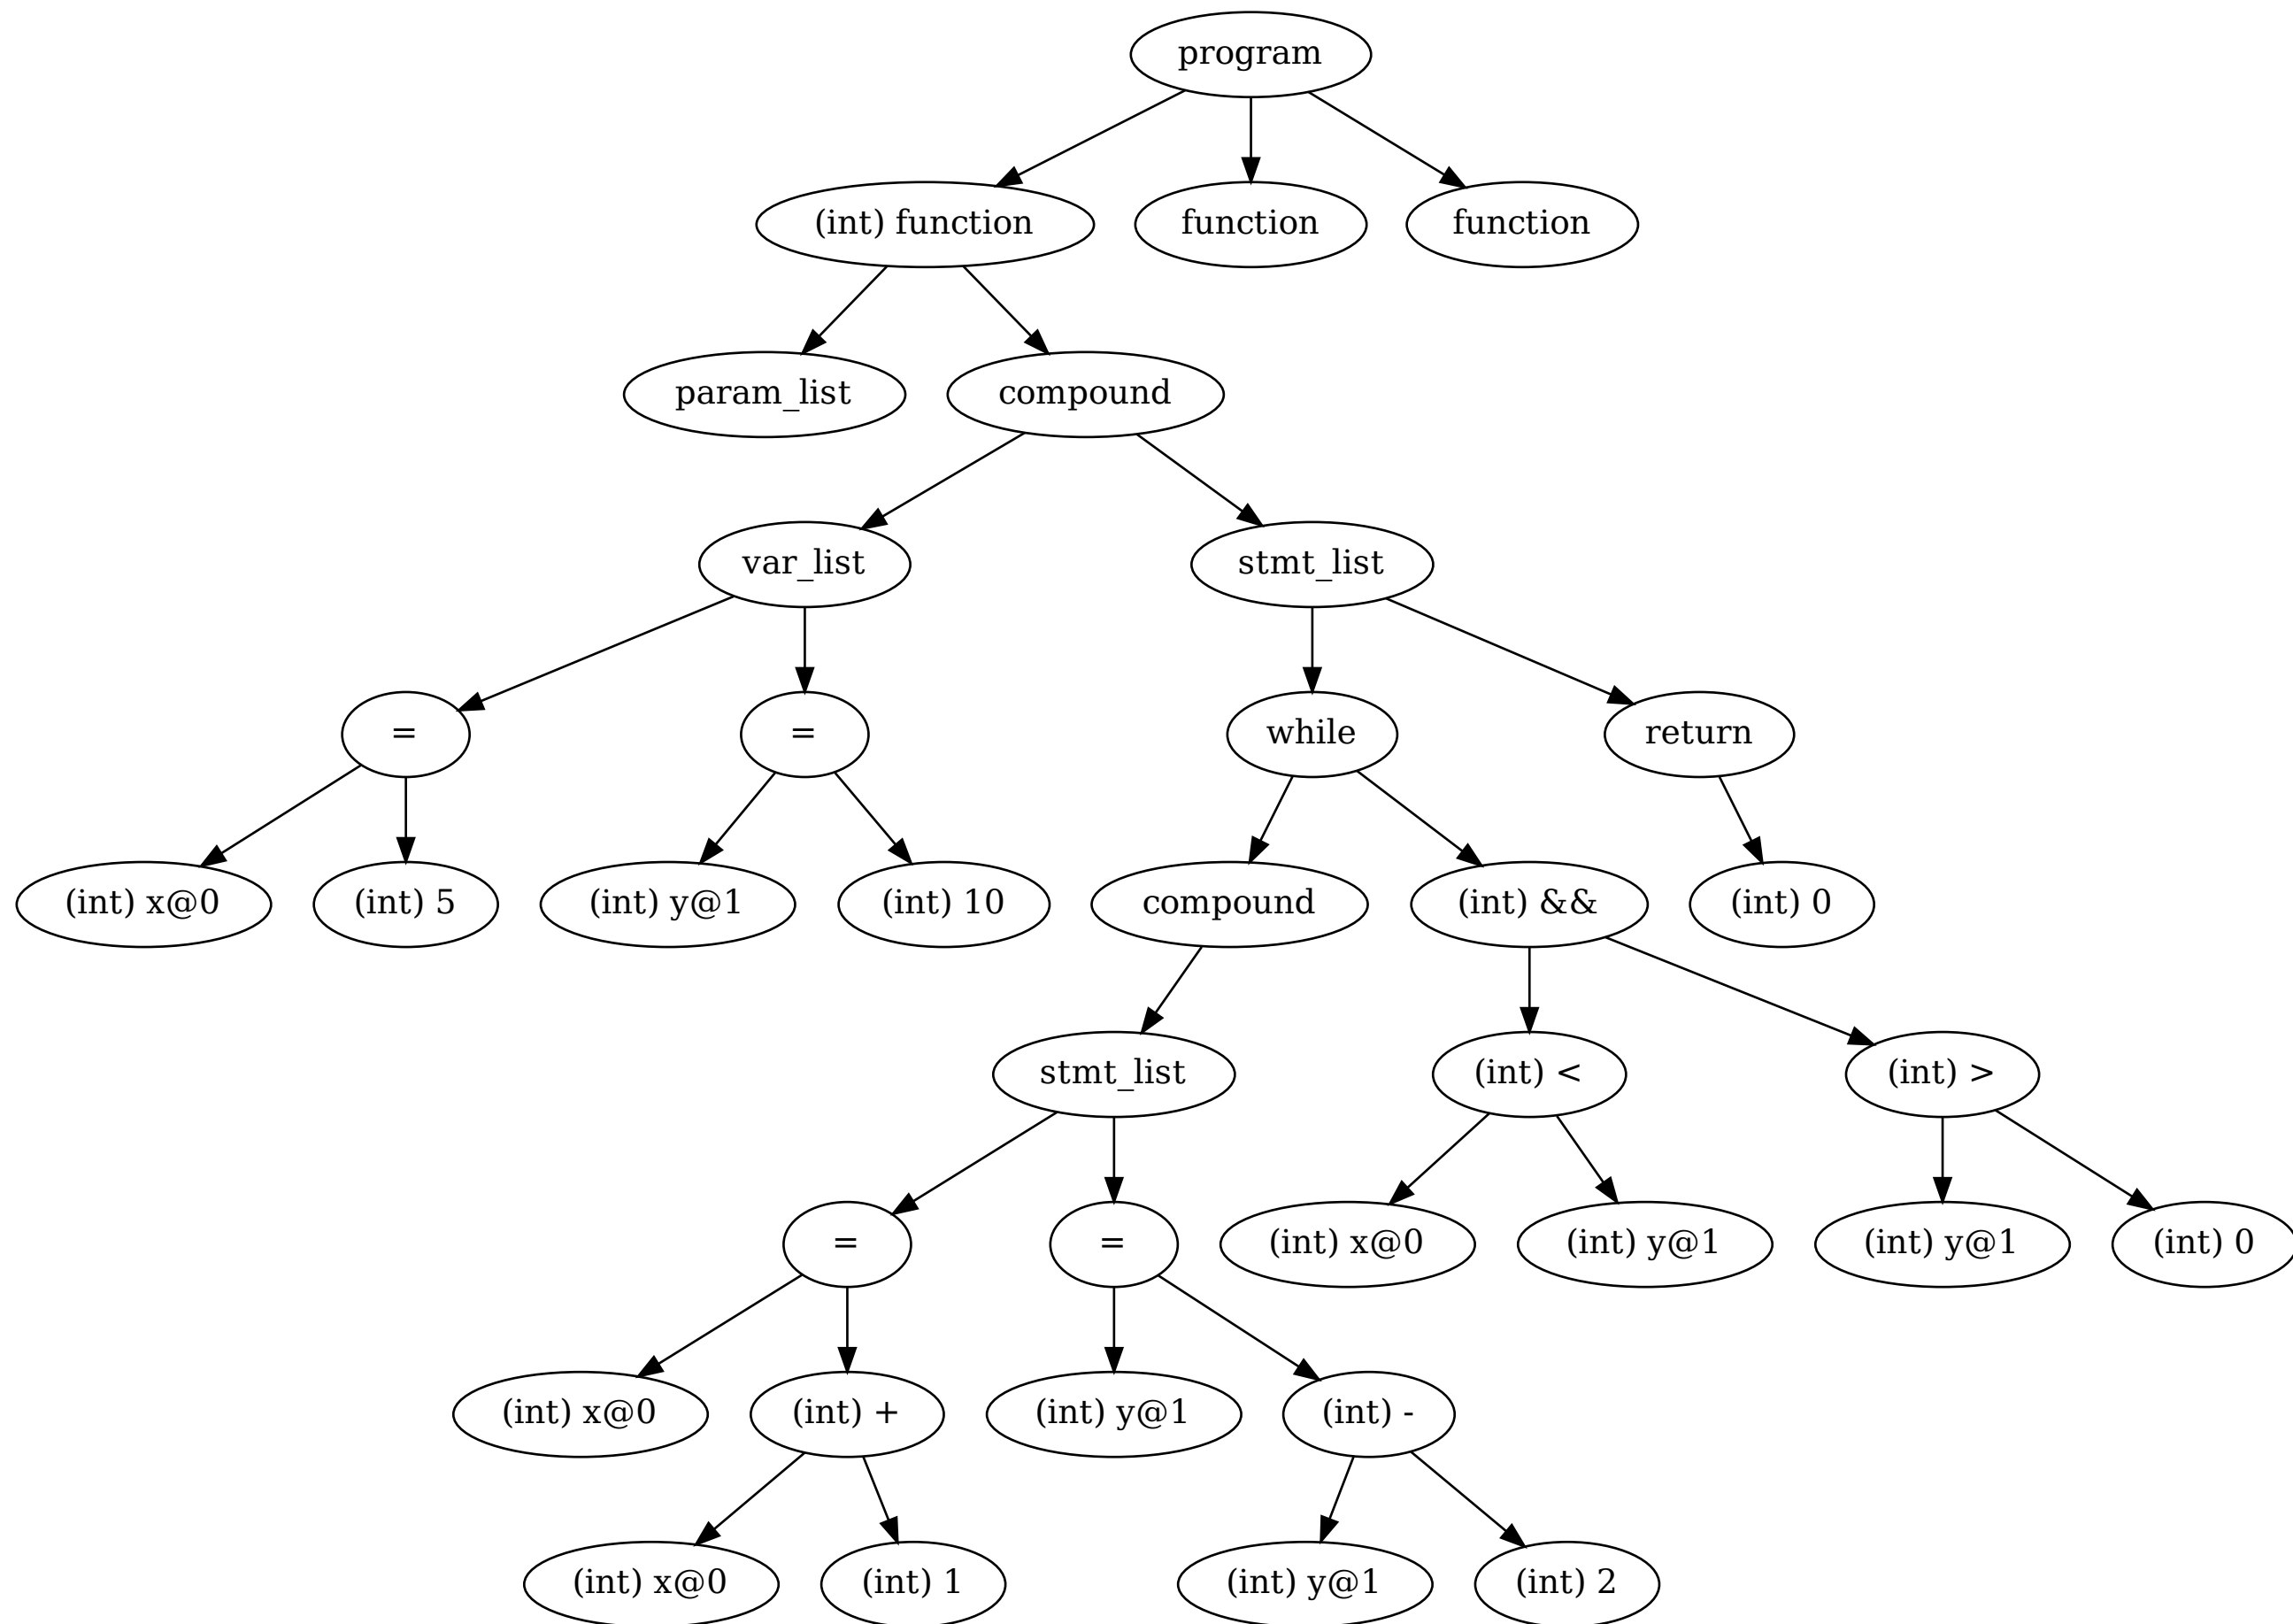 program
(int) function
function
function
param_list
compound
var_list
stmt_list
=
=
while
return
(int) x@0
(int) 5
(int) y@1
(int) 10
compound
(int) &&
(int) 0
stmt_list
(int) <
(int) >
=
=
(int) x@0
(int) y@1
(int) y@1
(int) 0
(int) x@0
(int) +
(int) y@1
(int) -
(int) x@0
(int) 1
(int) y@1
(int) 2